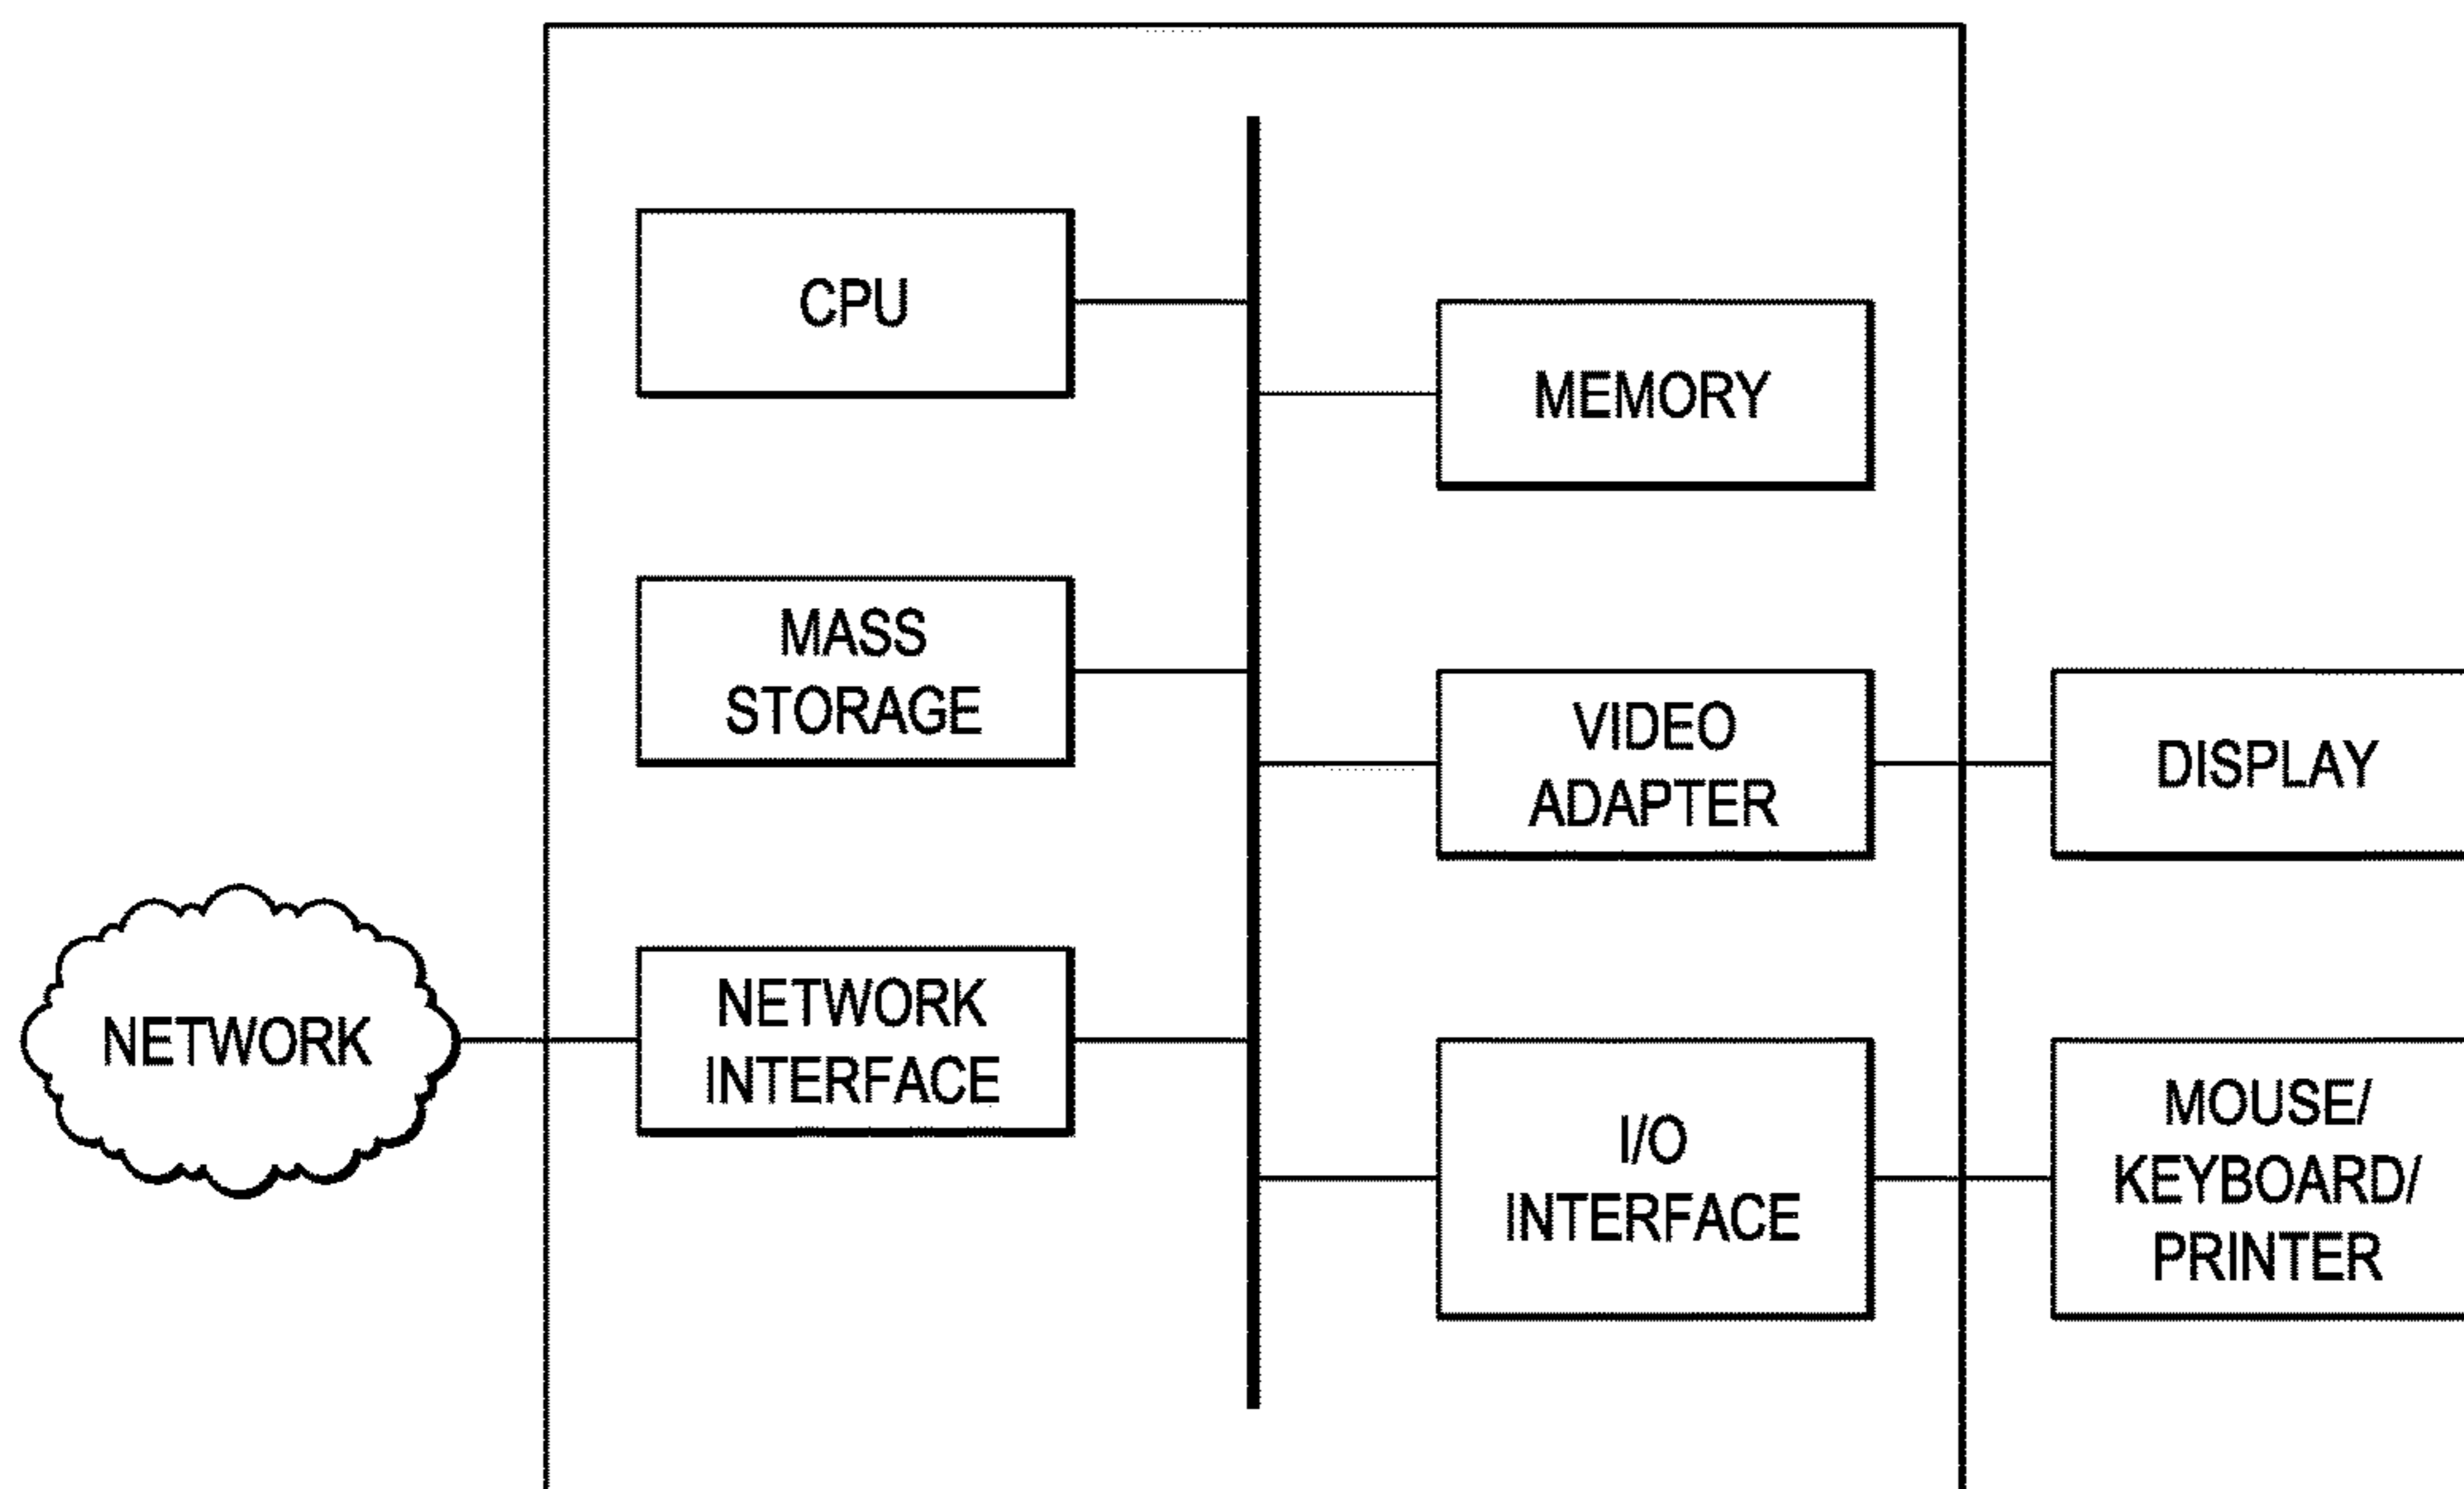 CPU
MEMORY
MASS
STORAGE
VIDEO
ADAPTER
DISPLAY
NETWORK
NETWORK
INTERFACE
I/O
INTERFACE
MOUSE/
KEYBOARD/
PRINTER